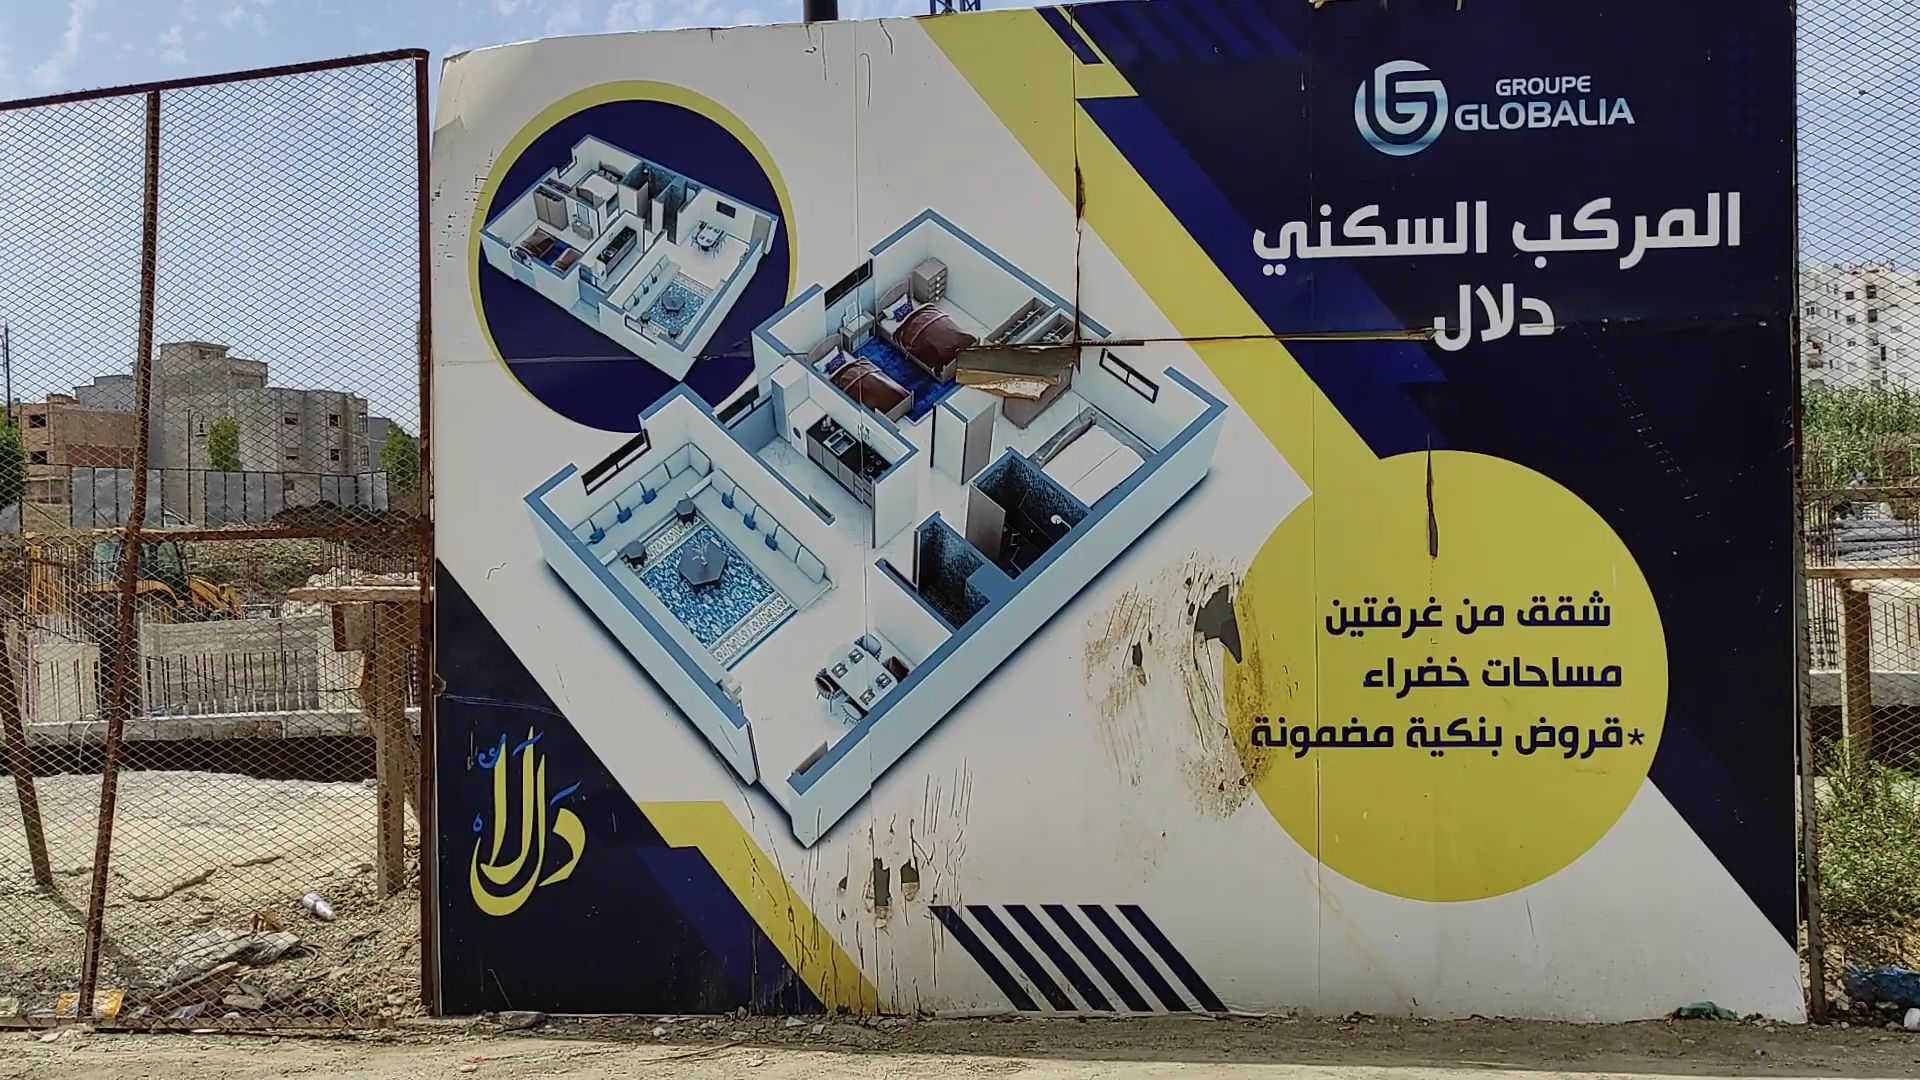 GROUPE
GLOBALIA
المركب السكني
دلال
شقق من غرفتين
مساحات خضراء
*قروض بنكية مضمونة
دلال